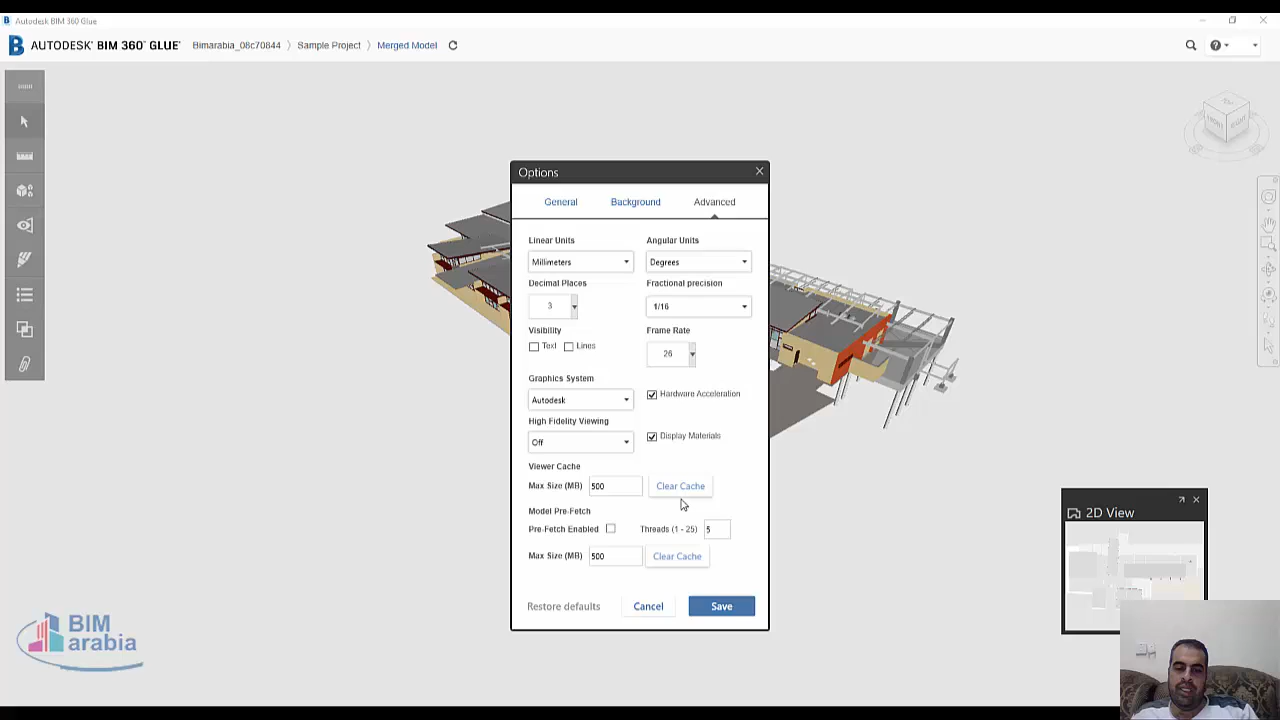 Autodesk BIM 360 Glue
AUTODESK® BIM 360™ GLUE® Bimarabia_08c70844 Sample Project Merged Model
Options
General Background Advanced
Linear Units Angular Units
Millimeters Degrees
Decimal Places Fractional precision
3 1/16
Visibility Frame Rate
Text Lines 26
Graphics System
Autodesk Hardware Acceleration
High Fidelity Viewing
Off Display Materials
Viewer Cache
Max Size (MB) 500 Clear Cache
Model Pre-Fetch
Pre-Fetch Enabled Threads (1 - 25) 5
Max Size (MB) 500 Clear Cache
Restore defaults Cancel Save
2D View
FRONT RIGHT
BIM
arabia